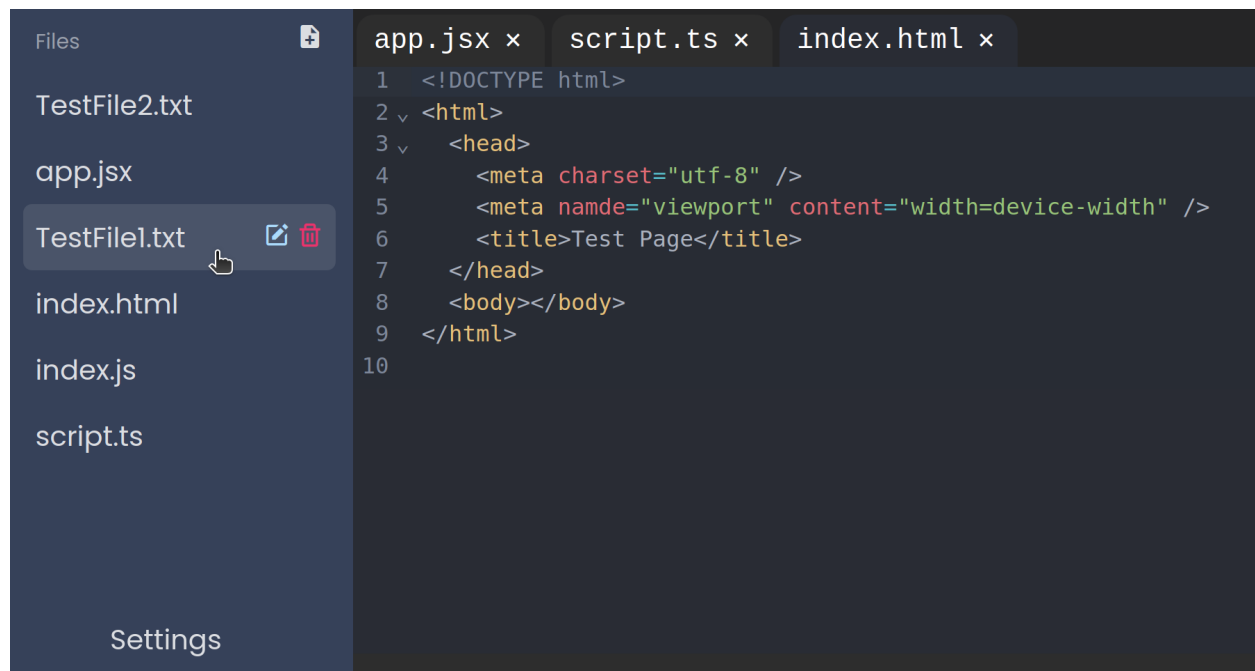 Files
TestFile2.txt
app.jsx
TestFile1.txt
index.html
index.js
script.ts
Settings
app.jsx × script.ts × index.html ×
1 <!DOCTYPE html>
2 <html>
3   <head>
4     <meta charset="utf-8" />
5     <meta namde="viewport" content="width=device-width" />
6     <title>Test Page</title>
7   </head>
8   <body></body>
9 </html>
10